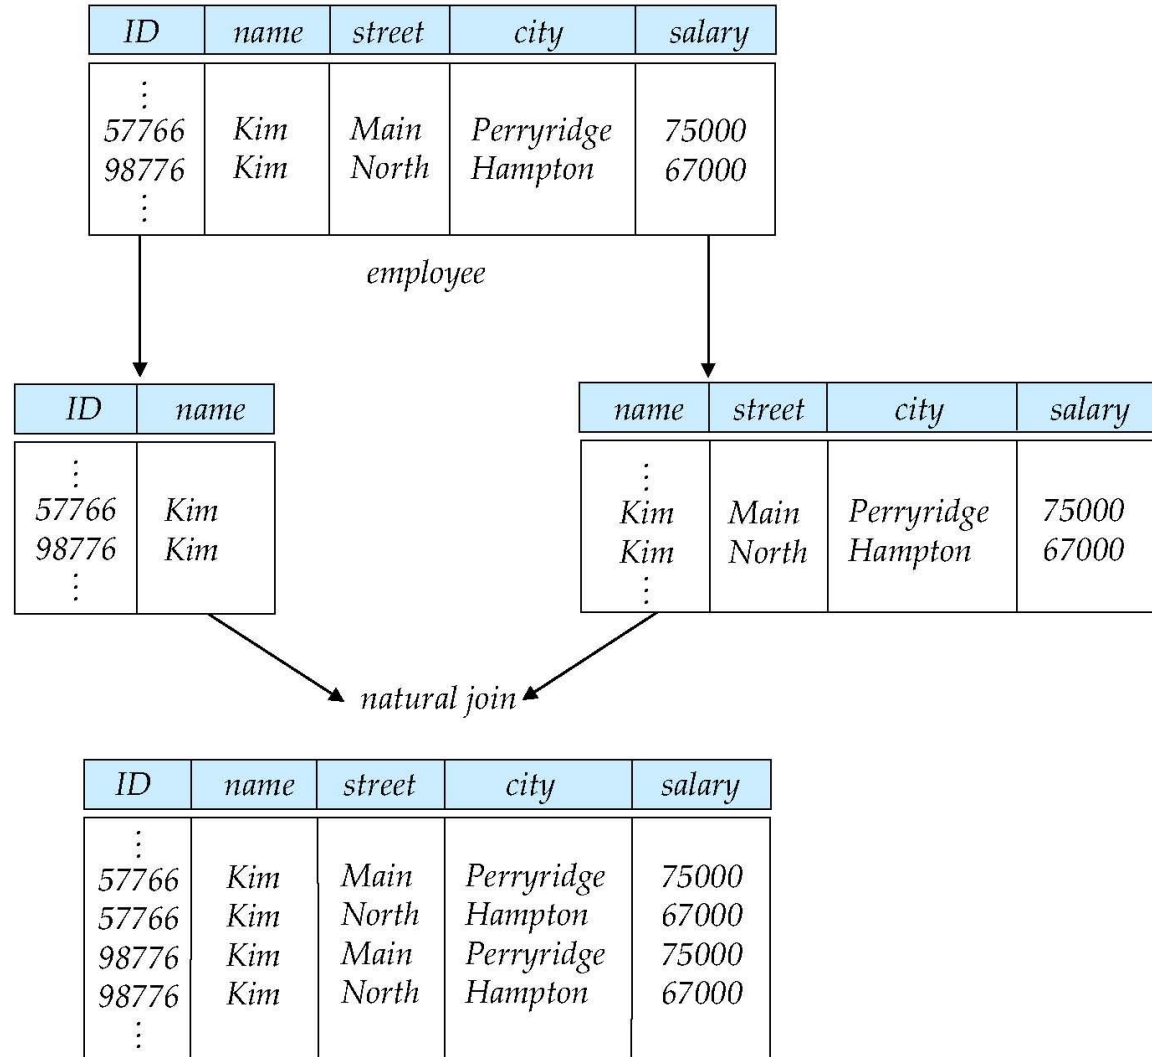 ID name street city salary
⋮
57766 Kim Main Perryridge 75000
98776 Kim North Hampton 67000
⋮
employee
ID name
⋮
57766 Kim
98776 Kim
⋮
name street city salary
⋮
Kim Main Perryridge 75000
Kim North Hampton 67000
⋮
natural join
ID name street city salary
⋮
57766 Kim Main Perryridge 75000
57766 Kim North Hampton 67000
98776 Kim Main Perryridge 75000
98776 Kim North Hampton 67000
⋮